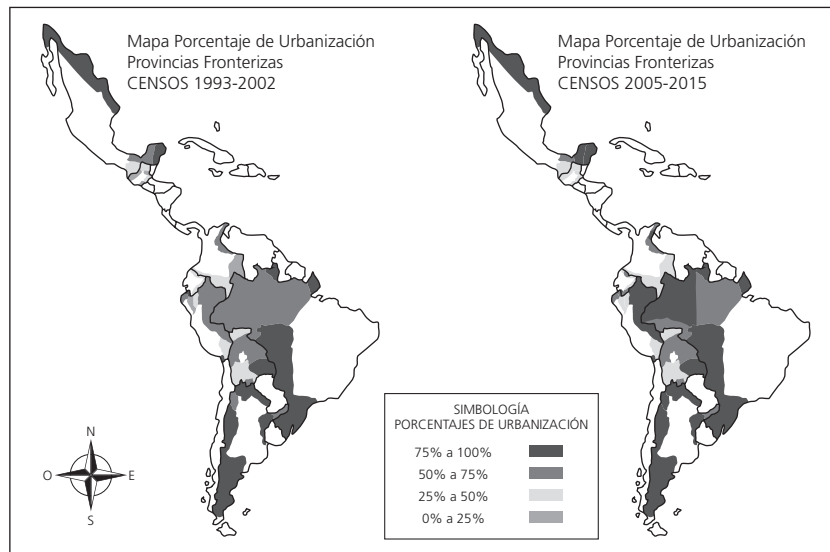 Mapa Porcentaje de Urbanización
Provincias Fronterizas
CENSOS 1993-2002
Mapa Porcentaje de Urbanización
Provincias Fronterizas
CENSOS 2005-2015
N
O
E
S
SIMBOLOGÍA
PORCENTAJES DE URBANIZACIÓN
75% a 100%
50% a 75%
25% a 50%
0% a 25%